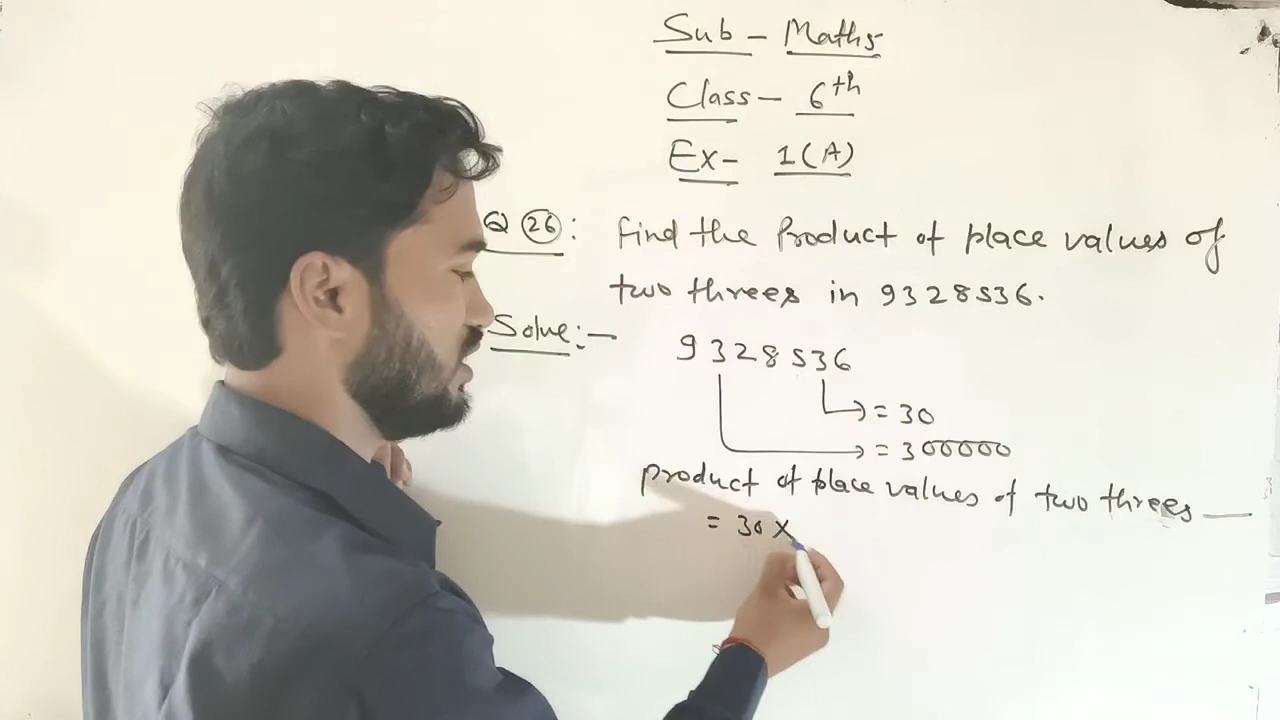 Sub - Maths
Class - 6th
Ex- 1(A)
Q 26: Find the Product of place values of
two threes in 9328536.
Solve:-
9328536
= 30
= 300000
product of place values of two threes
= 30 ×